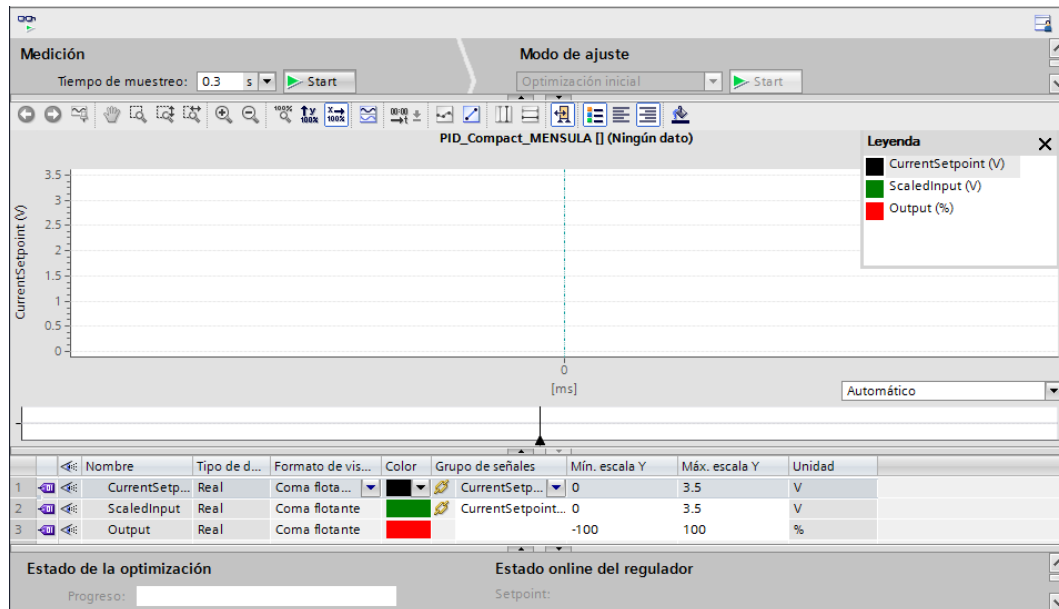 Medición
Modo de ajuste
Tiempo de muestreo: 0.3 s Start
Optimización inicial Start
PID_Compact_MENSULA [] (Ningún dato)
Leyenda
CurrentSetpoint (V)
ScaledInput (V)
Output (%)
CurrentSetpoint (V)
3.5
3
2.5
2
1.5
1
0.5
0
0
[ms]
Automático
Nombre Tipo de d... Formato de vis... Color Grupo de señales Mín. escala Y Máx. escala Y Unidad
1 CurrentSetp... Real Coma flota... CurrentSetp... 0 3.5 V
2 ScaledInput Real Coma flotante CurrentSetpoint... 0 3.5 V
3 Output Real Coma flotante -100 100 %
Estado de la optimización
Estado online del regulador
Progreso:
Setpoint: